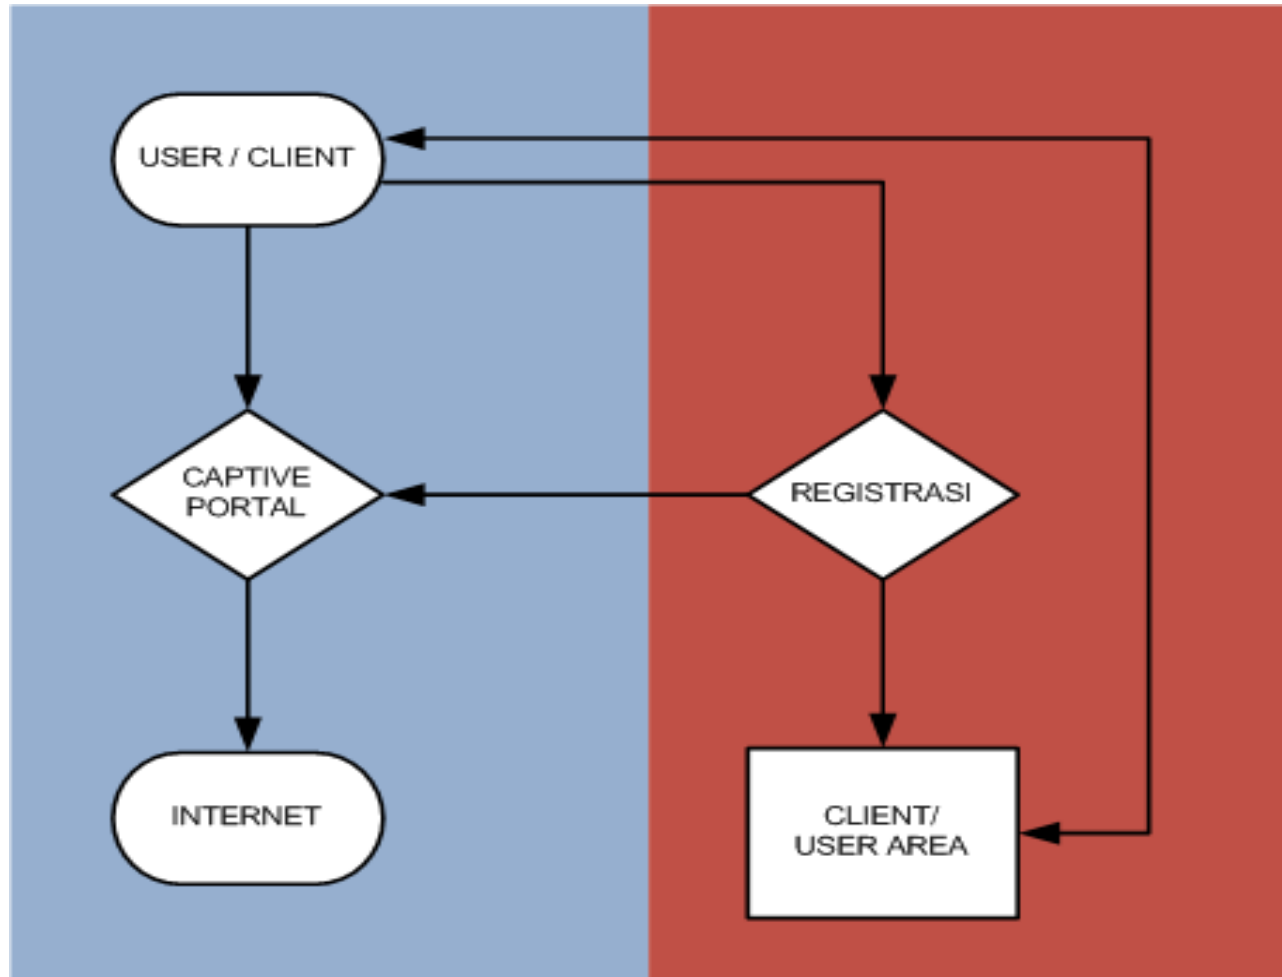 USER / CLIENT
CAPTIVE
PORTAL
REGISTRASI
INTERNET
CLIENT/
USER AREA